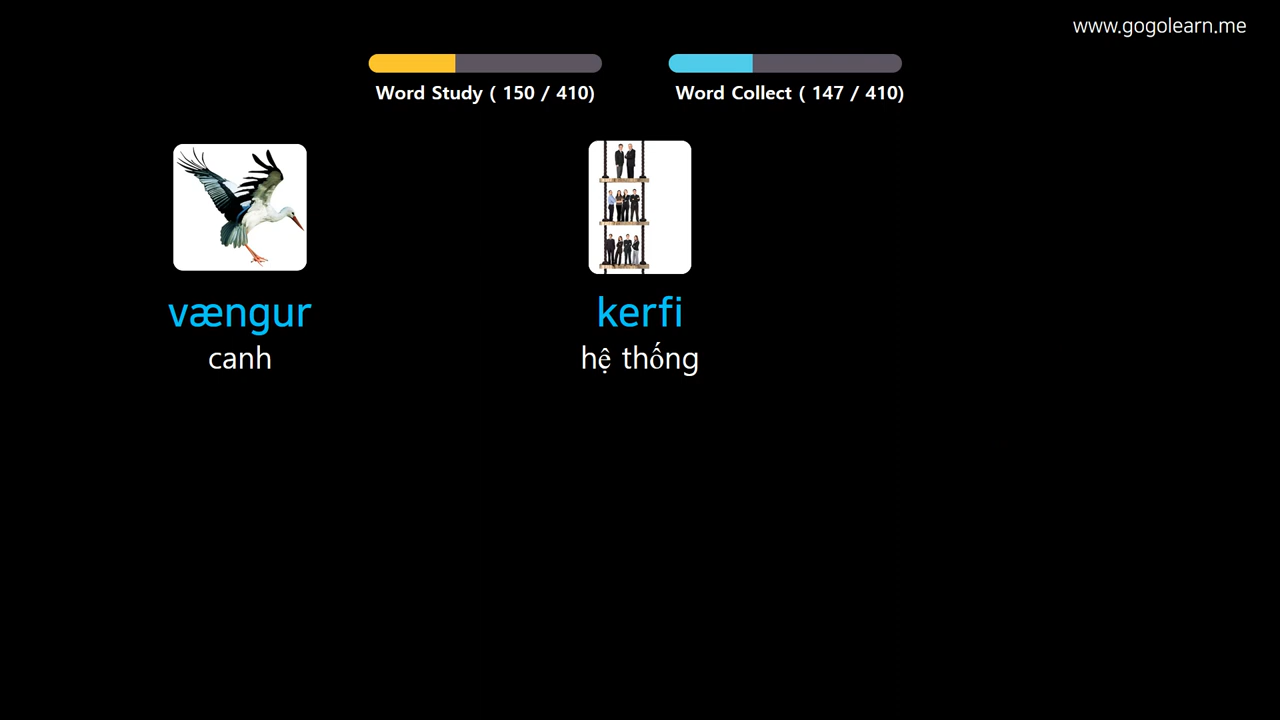 www.gogolearn.me
Word Study ( 150 / 410)
Word Collect ( 147 / 410)
vængur
canh
kerfi
hệ thống